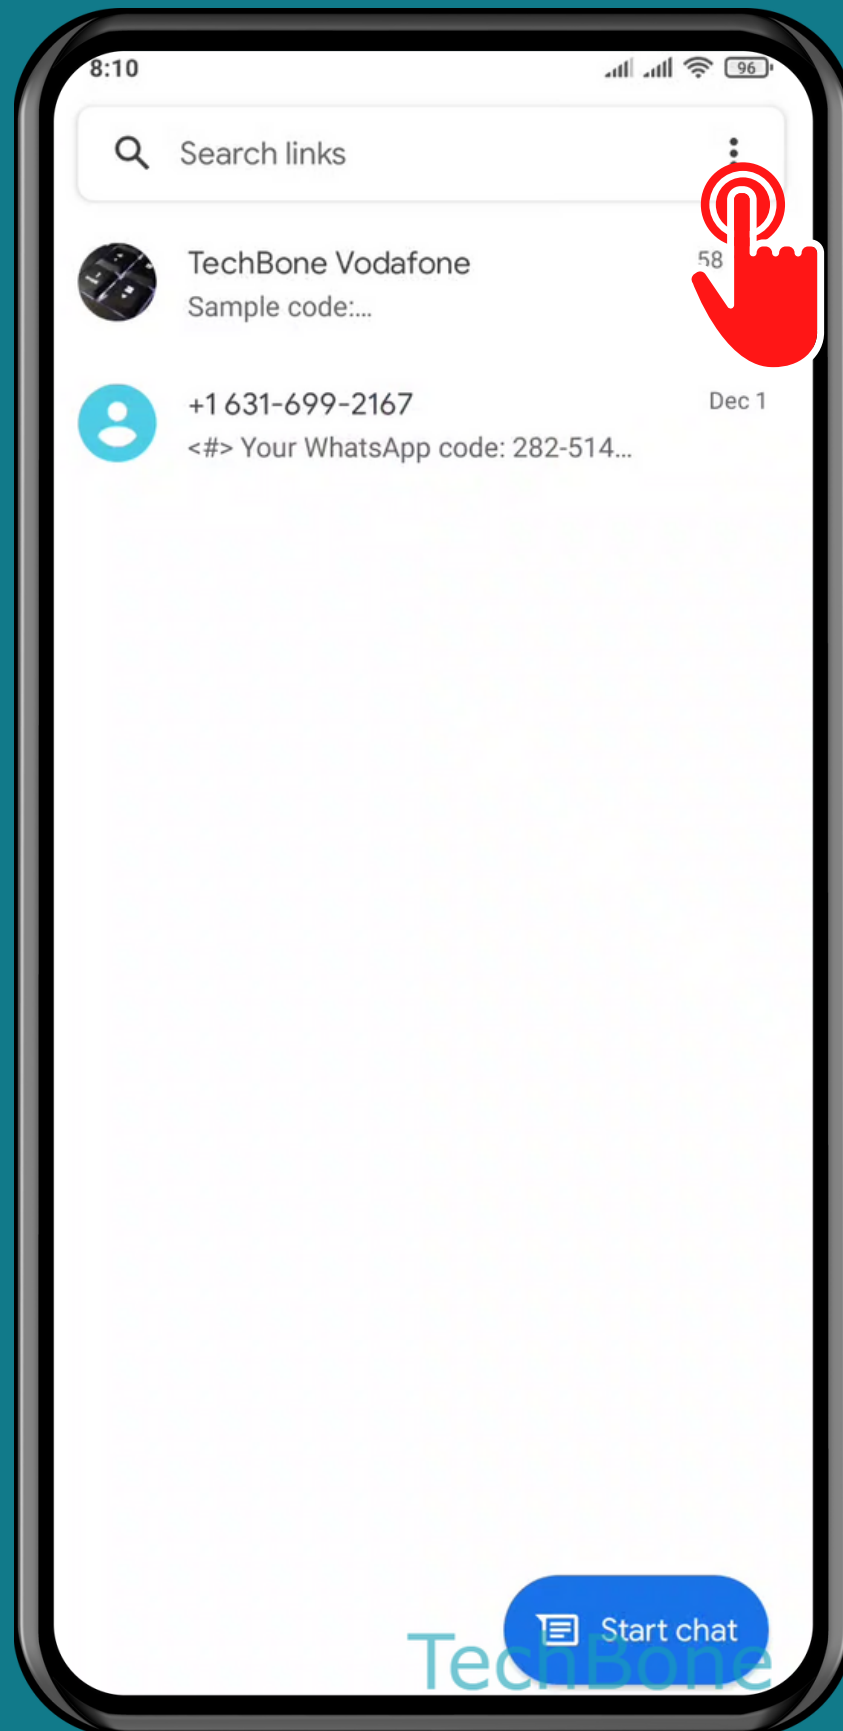 8:10
96
Search links
TechBone Vodafone
58
Sample code:...
+1 631-699-2167
Dec 1
<#> Your WhatsApp code: 282-514...
Start chat
TechBone